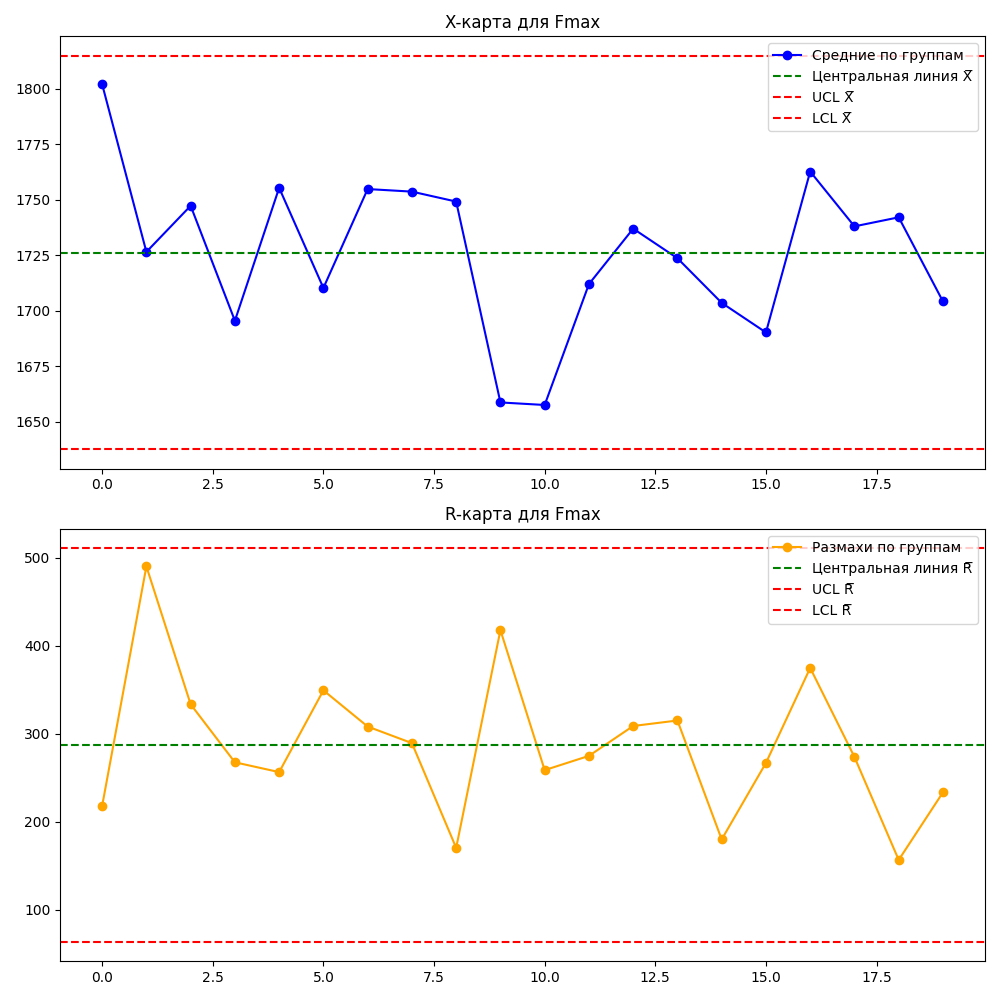 X-карта для Fmax
1800
1775
1750
1725
1700
1675
1650
Средние по группам
Центральная линия X̅
UCL X̅
LCL X̅
0.0 2.5 5.0 7.5 10.0 12.5 15.0 17.5
R-карта для Fmax
500
400
300
200
100
Размахи по группам
Центральная линия R̅
UCL R̅
LCL R̅
0.0 2.5 5.0 7.5 10.0 12.5 15.0 17.5